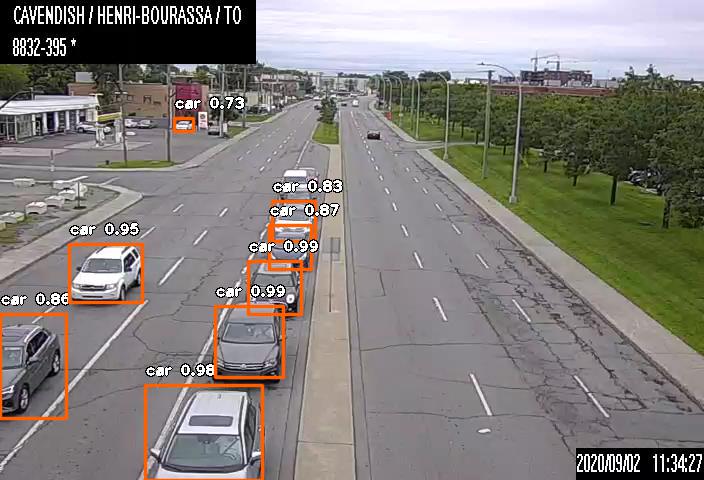 CAVENDISH / HENRI-BOURASSA / TO
8832-395 *
car 0.73
car 0.83
car 0.87
car 0.99
car 0.95
car 0.99
car 0.86
car 0.98
2020/09/02 11:34:27